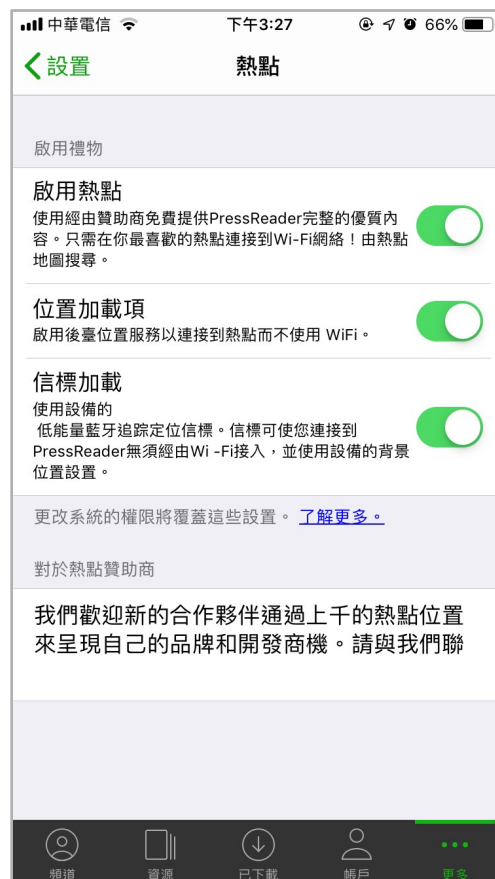 中華電信 下午3:27 66%
設置 熱點
啟用禮物
啟用熱點
使用經由贊助商免費提供PressReader完整的優質內
容。只需在你最喜歡的熱點連接到Wi-Fi網絡！由熱點
地圖搜尋。
位置加載項
啟用後臺位置服務以連接到熱點而不使用 WiFi。
信標加載
使用設備的
低能量藍牙追踪定位信標。信標可使您連接到
PressReader無須經由Wi -Fi接入，並使用設備的背景
位置設置。
更改系統的權限將覆蓋這些設置。 了解更多。
對於熱點贊助商
我們歡迎新的合作夥伴通過上千的熱點位置
來呈現自己的品牌和開發商機。請與我們聯
頻道 資源 已下載 帳戶 更多